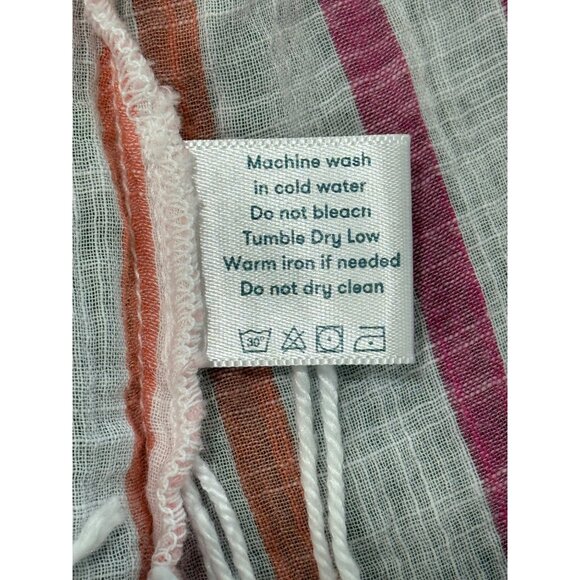 Machine wash
in cold water
Do not bleach
Tumble Dry Low
Warm iron if needed
Do not dry clean
30°